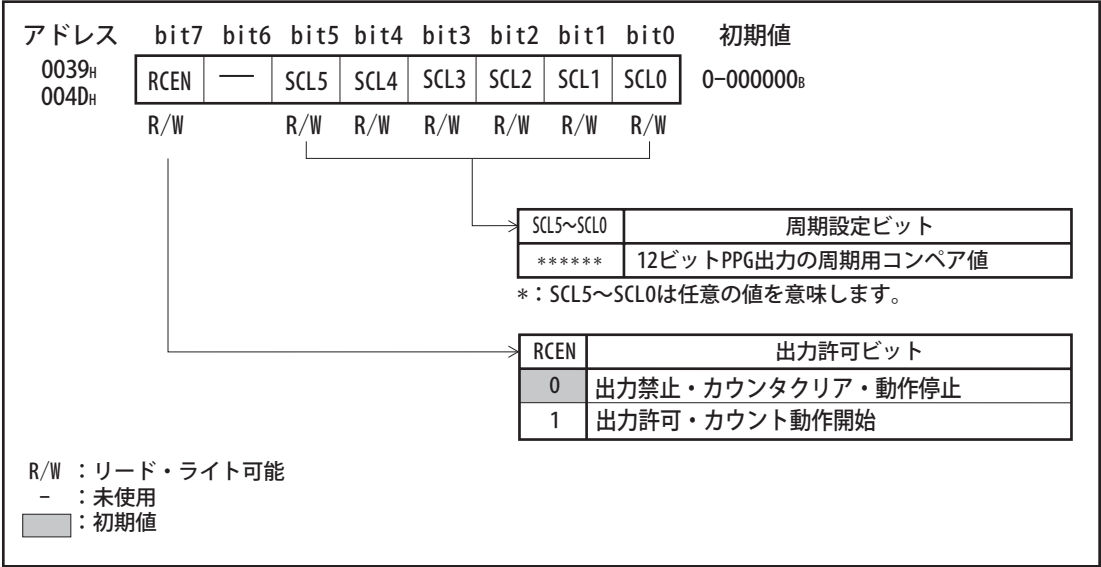 アドレス bit7 bit6 bit5 bit4 bit3 bit2 bit1 bit0 初期値
0039H
004DH
RCEN — SCL5 SCL4 SCL3 SCL2 SCL1 SCL0 0-000000B
R/W R/W R/W R/W R/W R/W R/W
SCL5～SCL0 周期設定ビット
****** 12ビットPPG出力の周期用コンペア値
*：SCL5～SCL0は任意の値を意味します。
RCEN 出力許可ビット
0 出力禁止・カウンタクリア・動作停止
1 出力許可・カウント動作開始
R/W ：リード・ライト可能
- ：未使用
：初期値